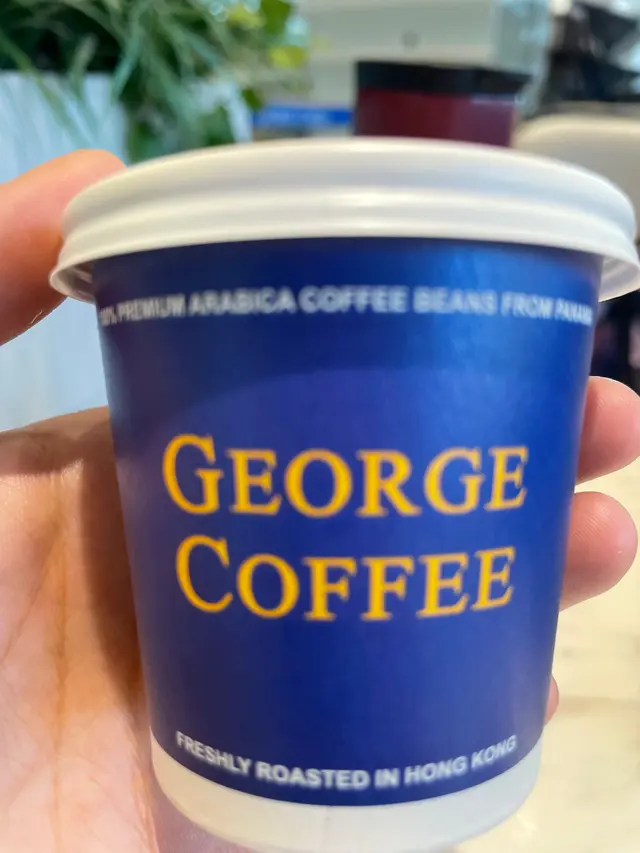 PREMIUM ARABICA COFFEE BEANS FROM PANAMA
GEORGE
COFFEE
FRESHLY ROASTED IN HONG KONG